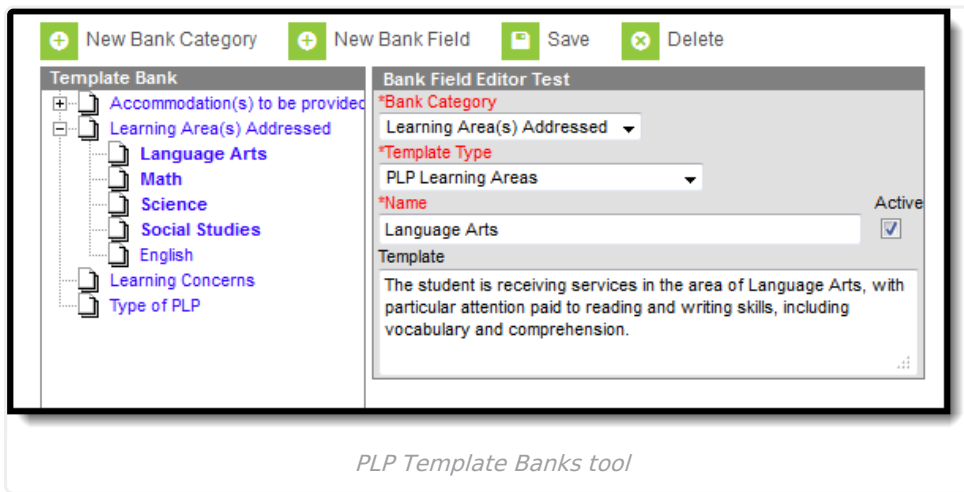 New Bank Category New Bank Field Save Delete
Template Bank
Accommodation(s) to be provided
Learning Area(s) Addressed
Language Arts
Math
Science
Social Studies
English
Learning Concerns
Type of PLP
Bank Field Editor Test
*Bank Category
Learning Area(s) Addressed
*Template Type
PLP Learning Areas
*Name Active
Language Arts
Template
The student is receiving services in the area of Language Arts, with
particular attention paid to reading and writing skills, including
vocabulary and comprehension.
PLP Template Banks tool